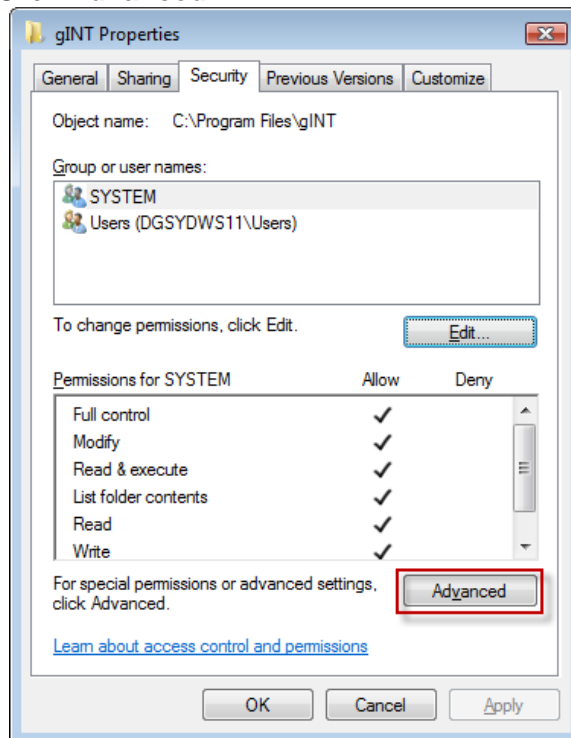 gINT Properties
General Sharing Security Previous Versions Customize
Object name: C:\Program Files\gINT
Group or user names:
SYSTEM
Users (DGSYDWS11\Users)
To change permissions, click Edit.
Edit...
Permissions for SYSTEM Allow Deny
Full control
Modify
Read & execute
List folder contents
Read
Write
For special permissions or advanced settings,
click Advanced.
Advanced
Learn about access control and permissions
OK Cancel Apply